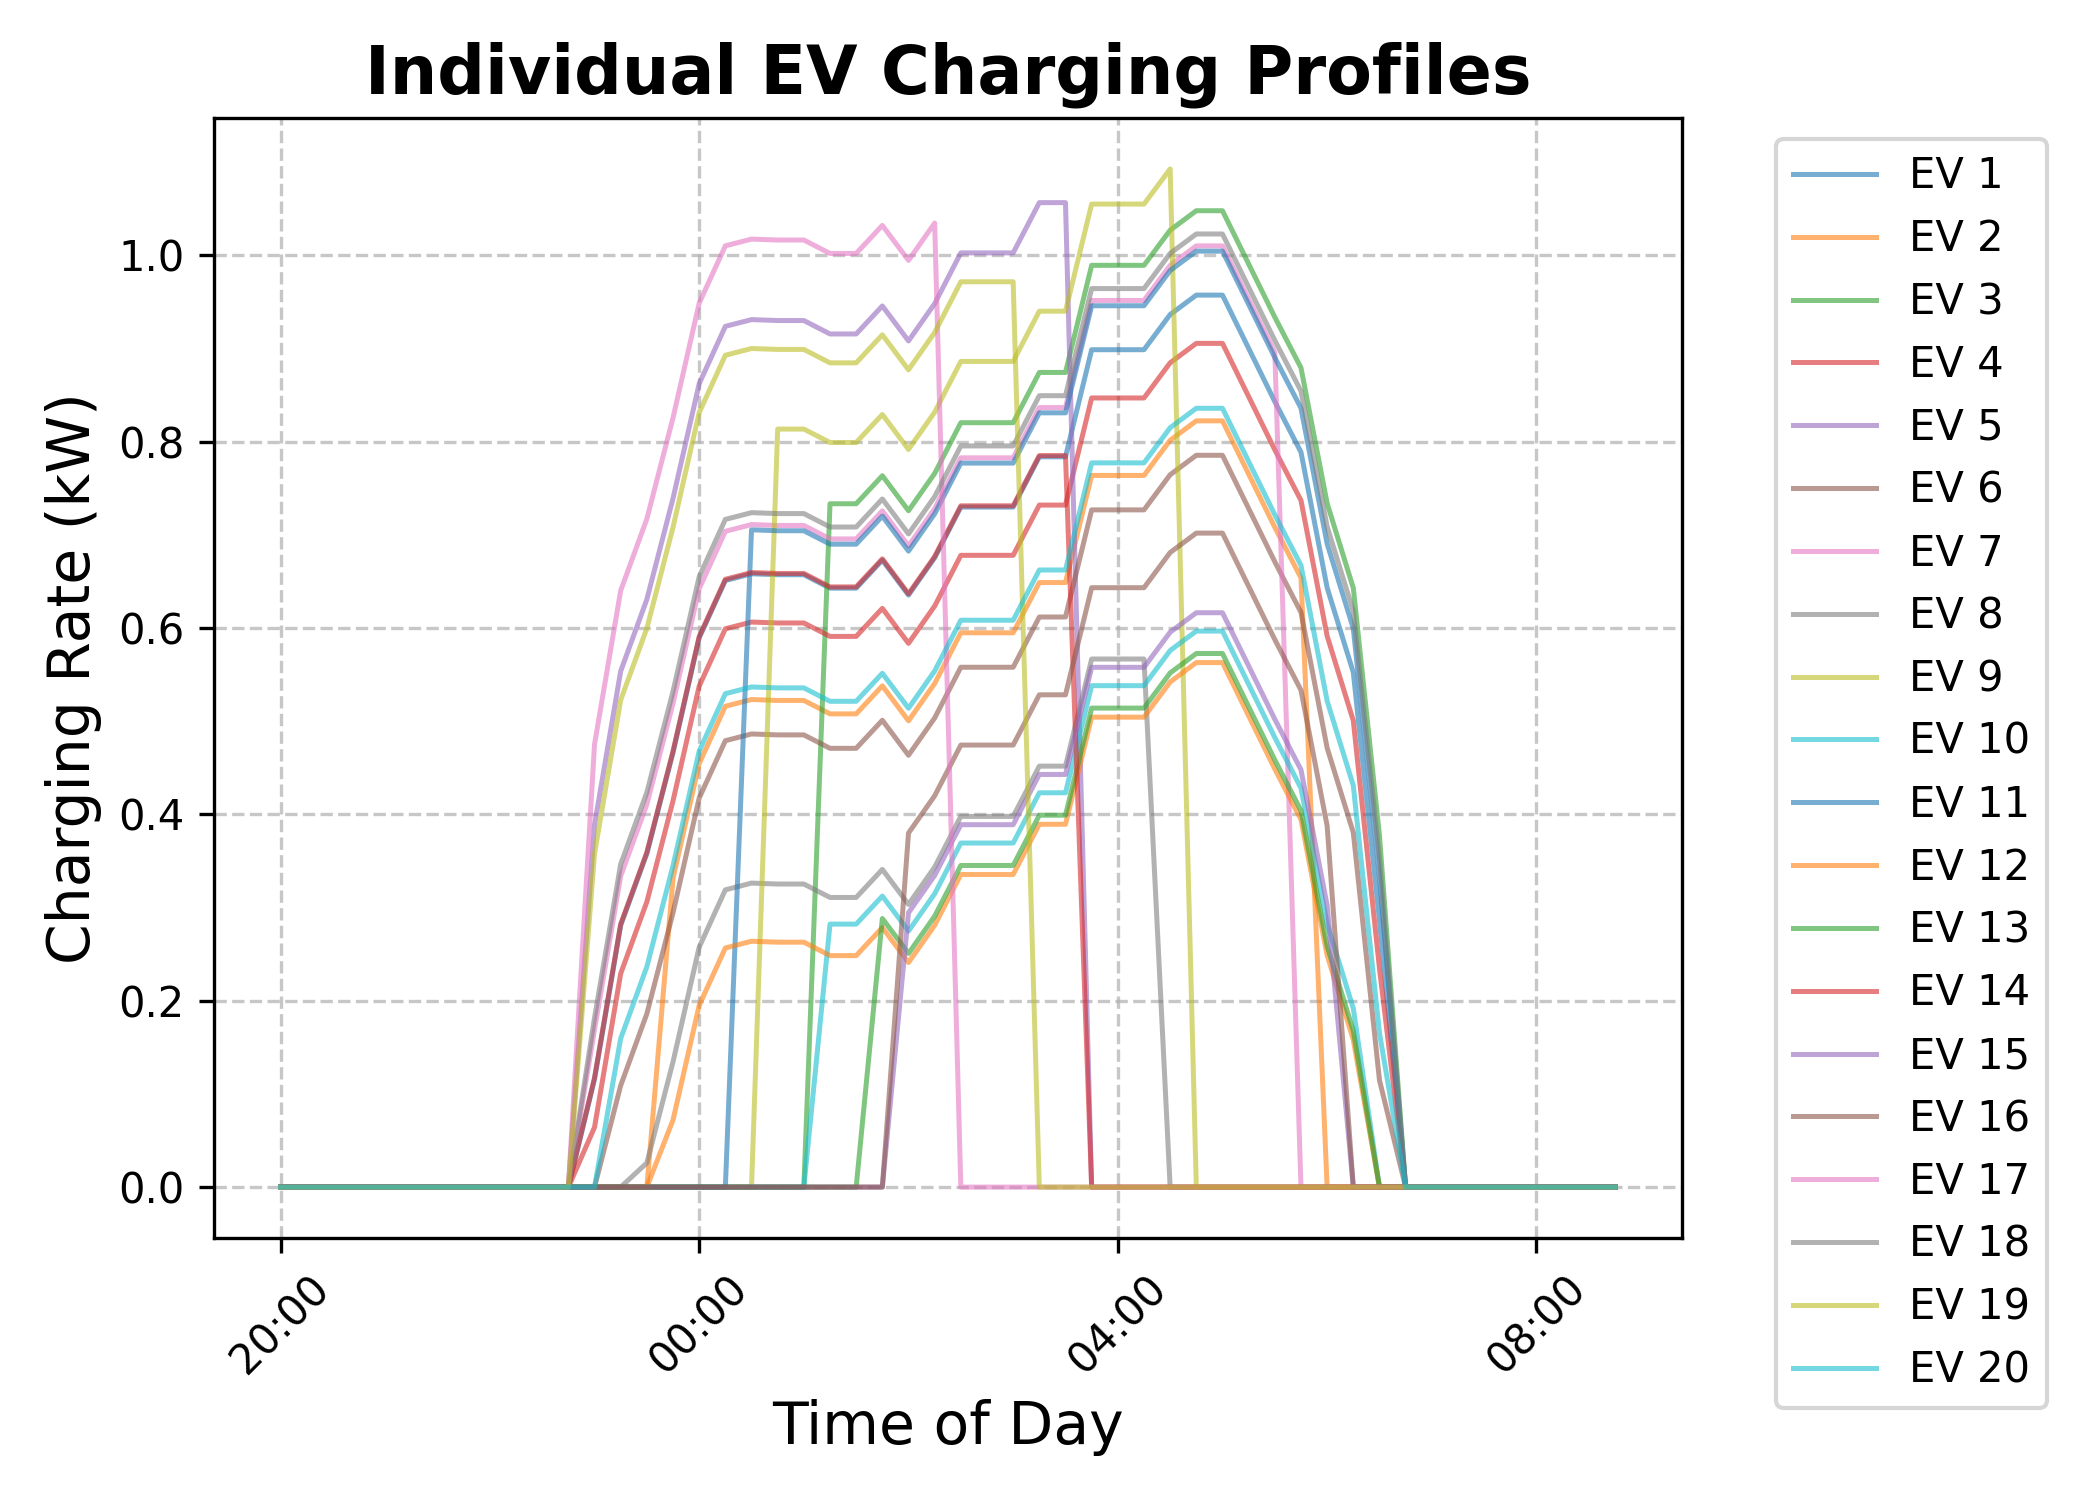 Individual EV Charging Profiles
Charging Rate (kW)
1.0
0.8
0.6
0.4
0.2
0.0
20:00
00:00
04:00
08:00
Time of Day
EV 1
EV 2
EV 3
EV 4
EV 5
EV 6
EV 7
EV 8
EV 9
EV 10
EV 11
EV 12
EV 13
EV 14
EV 15
EV 16
EV 17
EV 18
EV 19
EV 20